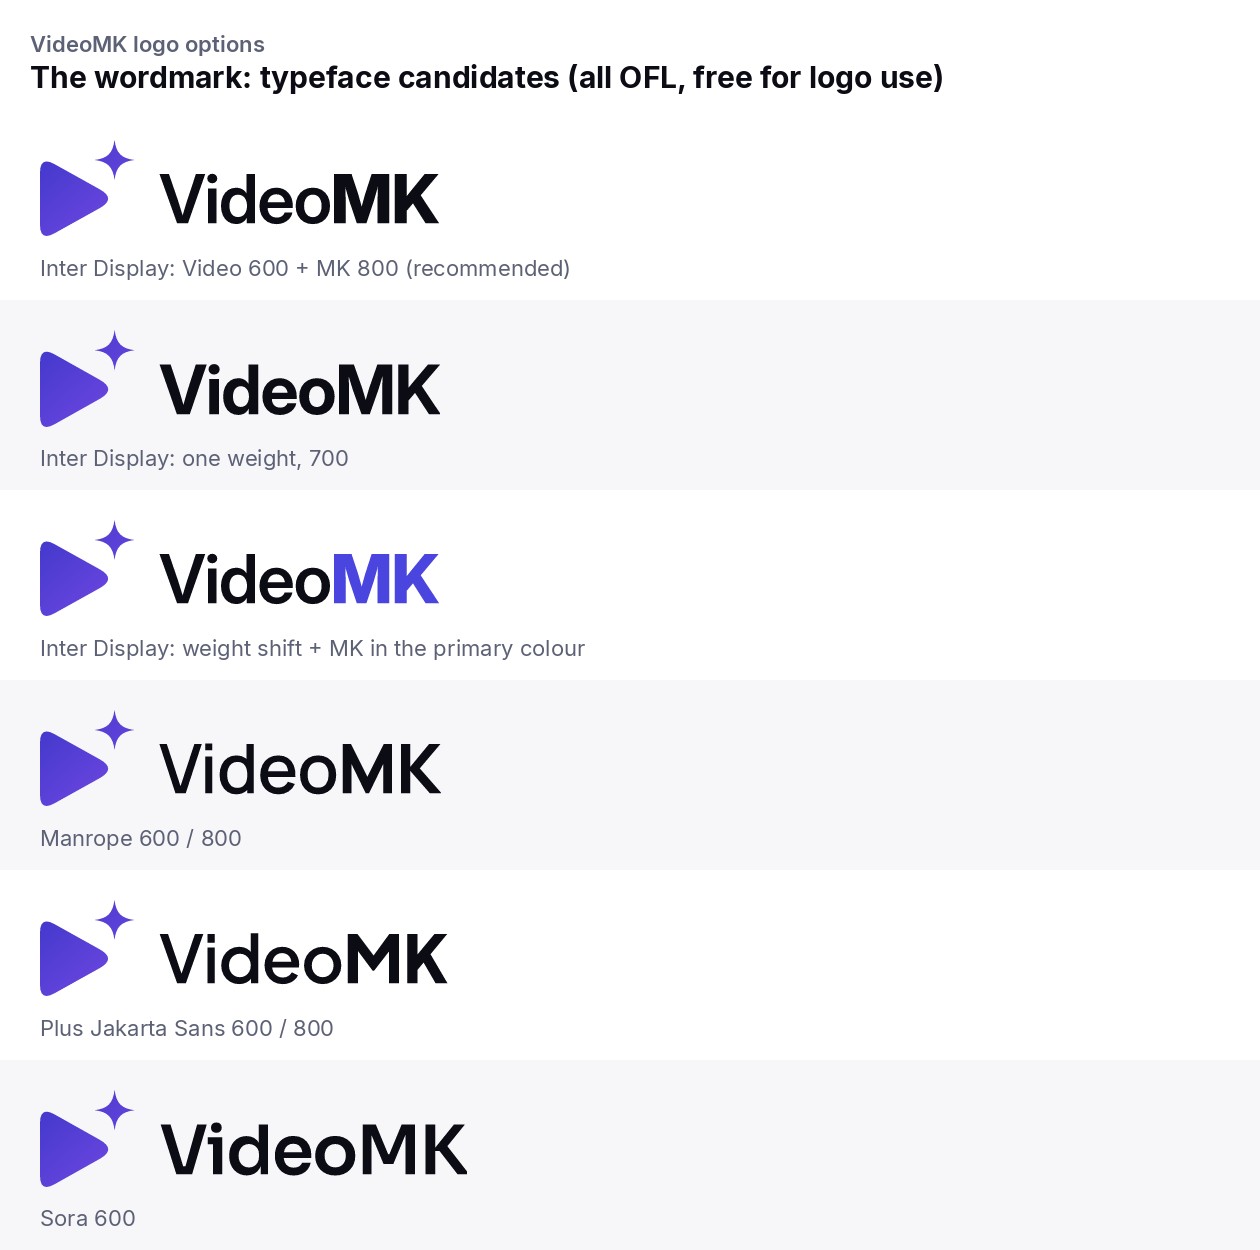 VideoMK logo options
The wordmark: typeface candidates (all OFL, free for logo use)
VideoMK
Inter Display: Video 600 + MK 800 (recommended)
VideoMK
Inter Display: one weight, 700
VideoMK
Inter Display: weight shift + MK in the primary colour
VideoMK
Manrope 600 / 800
VideoMK
Plus Jakarta Sans 600 / 800
VideoMK
Sora 600